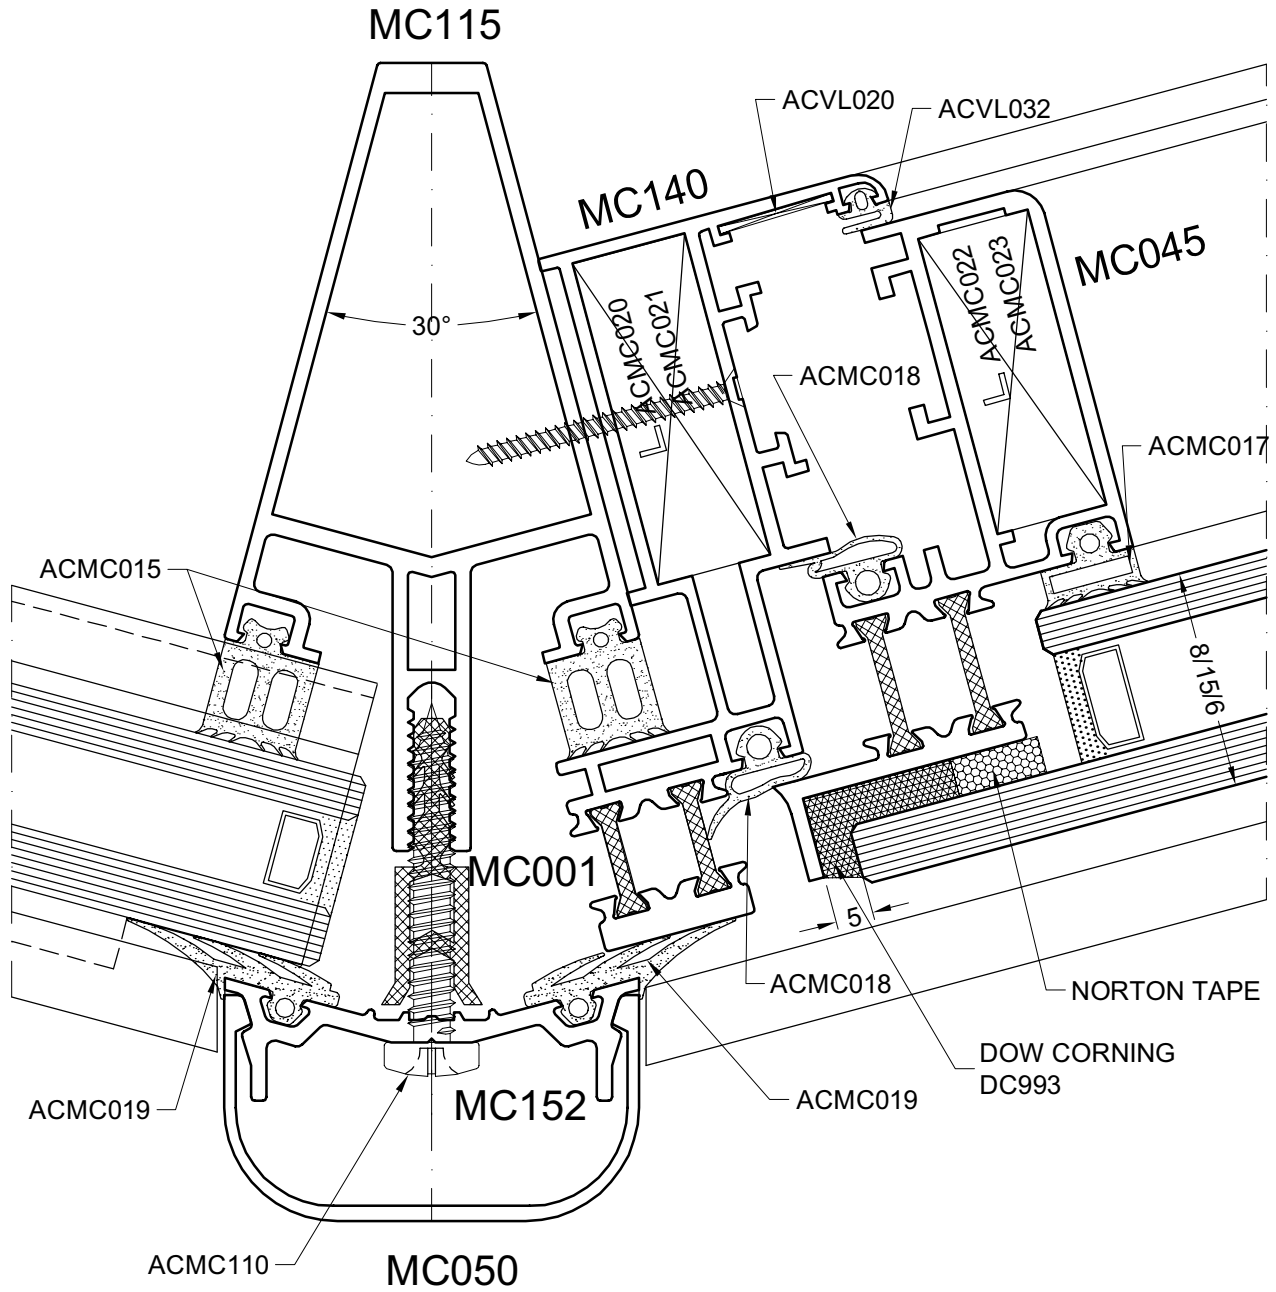 MC115
ACVL020
ACVL032
MC140
MC045
ACMC020
ACMC021
ACMC022
ACMC023
30°
ACMC018
ACMC017
ACMC015
8/15/6
MC001
5
ACMC018
NORTON TAPE
DOW CORNING
DC993
ACMC019
MC152
ACMC019
ACMC110
MC050